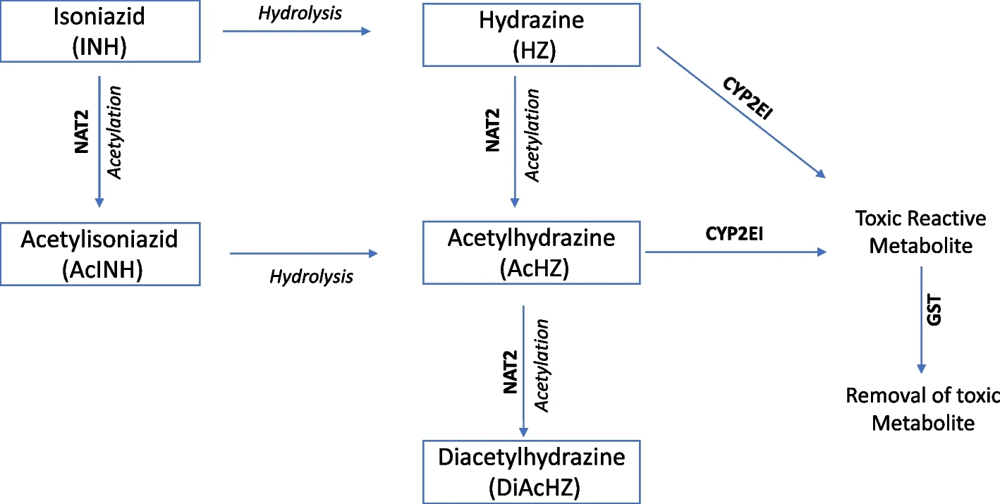 Isoniazid
(INH)
Hydrolysis
Hydrazine
(HZ)
CYP2EI
NAT2
Acetylation
NAT2
Acetylation
Acetylisoniazid
(AcINH)
Hydrolysis
Acetylhydrazine
(AcHZ)
CYP2EI
Toxic Reactive
Metabolite
GST
NAT2
Acetylation
Removal of toxic
Metabolite
Diacetylhydrazine
(DiAcHZ)